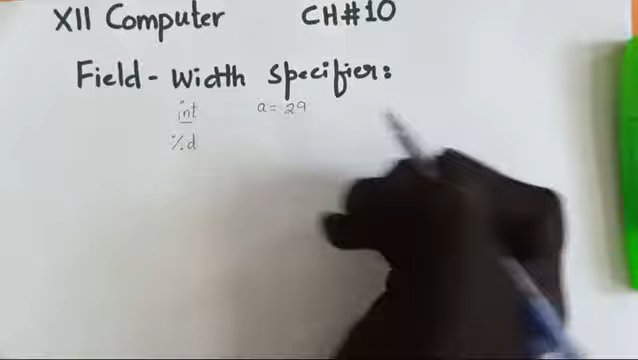 XII Computer CH#10
Field-Width Specifier:
int a = 29
%d